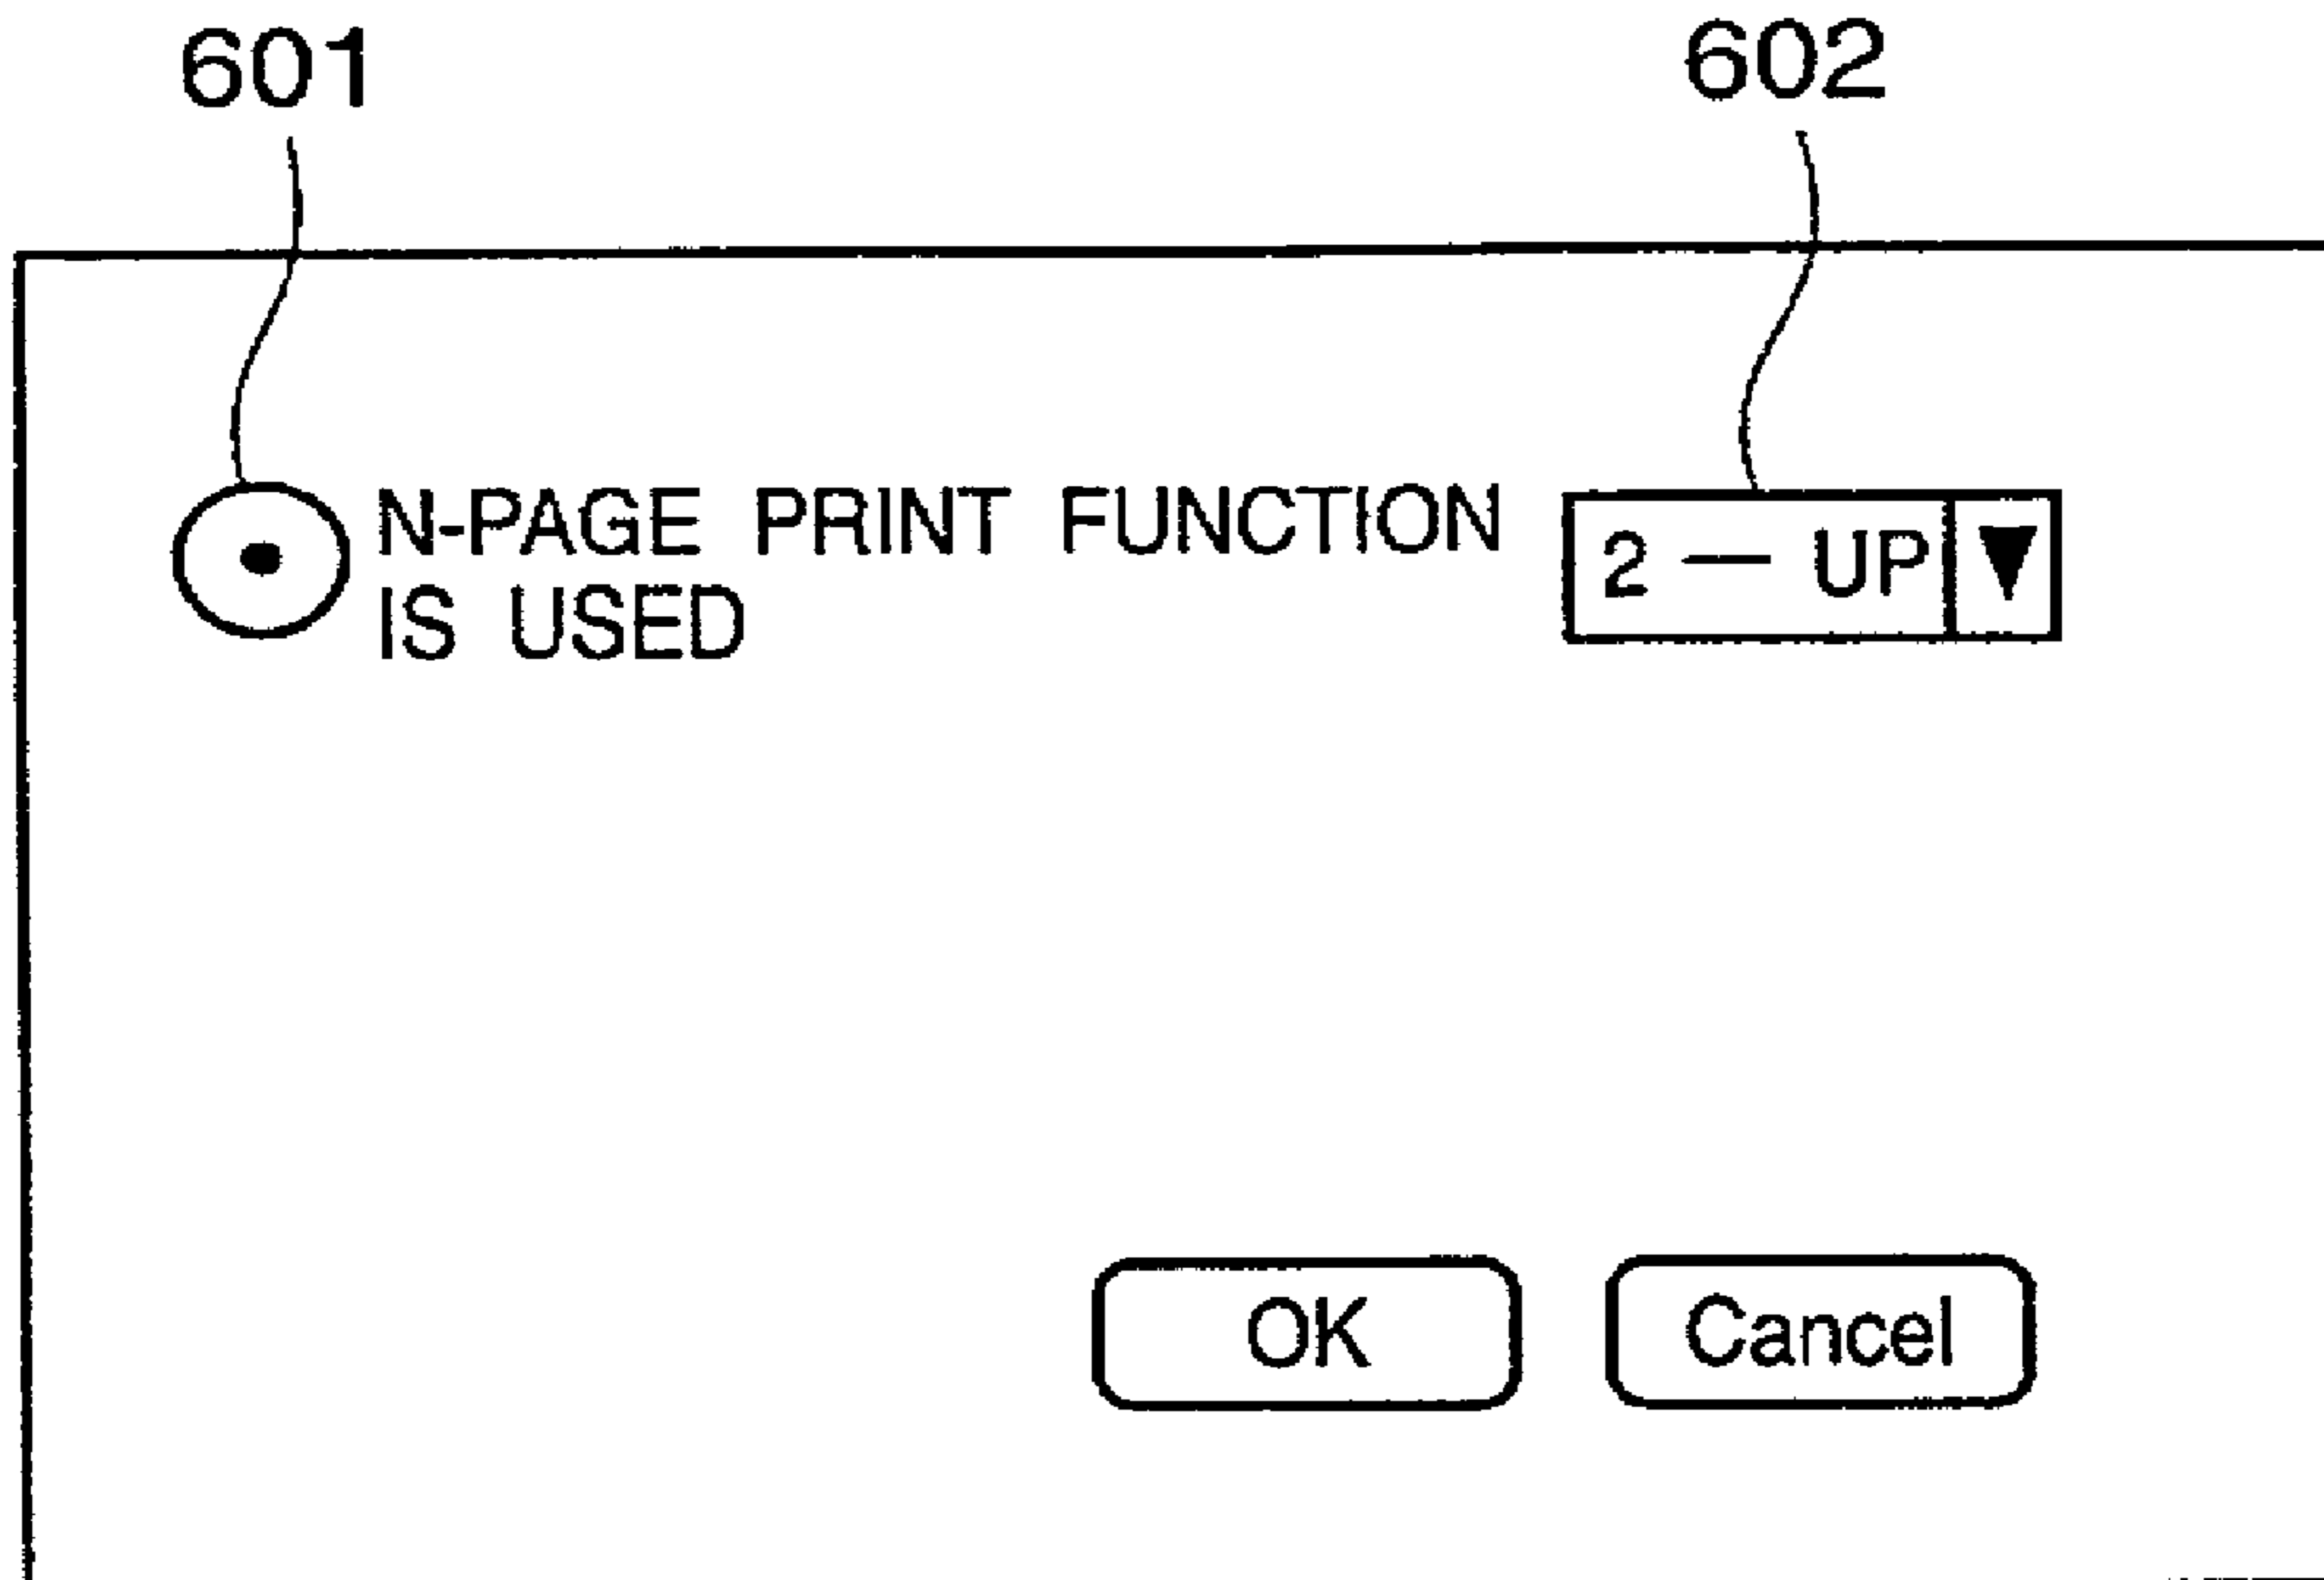 601
602
N-PAGE PRINT FUNCTION
IS USED
2 — UP
OK
Cancel